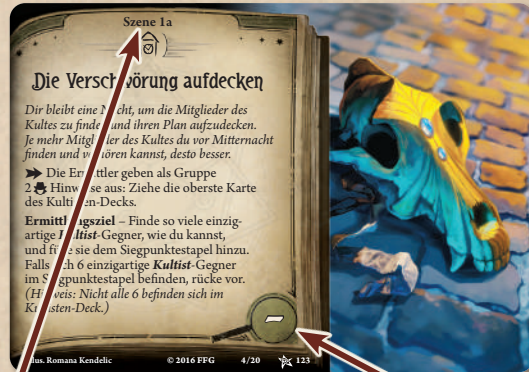 Szene 1a
Die Verschwörung aufdecken
Dir bleibt eine Nacht, um die Mitglieder des
Kultes zu finden und ihren Plan aufzudecken.
Je mehr Mitglieder des Kultes du vor Mitternacht
finden und verhören kannst, desto besser.
Die Ermittler geben als Gruppe
2 Hinweise aus: Ziehe die oberste Karte
des Kultisten-Decks.
Ermittlungsziel – Finde so viele einzig-
artige Kultist-Gegner, wie du kannst,
und füge sie dem Siegpunktestapel hinzu.
Falls sich 6 einzigartige Kultist-Gegner
im Siegpunktestapel befinden, rücke vor.
(Hinweis: Nicht alle 6 befinden sich im
Kultisten-Deck.)
–
Illus. Romana Kendelic © 2016 FFG 4/20 123